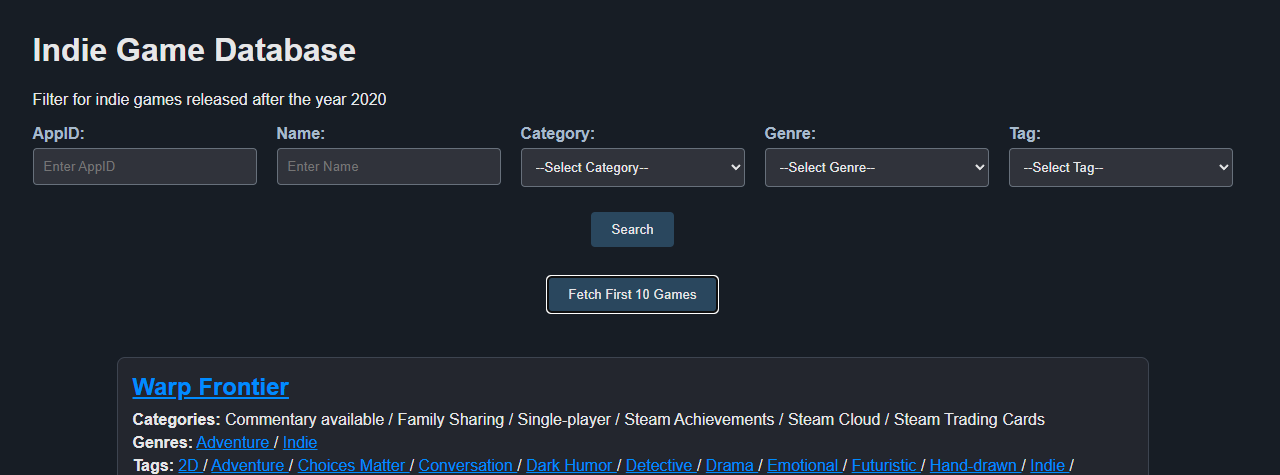 Indie Game Database
Filter for indie games released after the year 2020
AppID: Name: Category: Genre: Tag:
Enter AppID Enter Name --Select Category-- --Select Genre-- --Select Tag--
Search
Fetch First 10 Games
Warp Frontier
Categories: Commentary available / Family Sharing / Single-player / Steam Achievements / Steam Cloud / Steam Trading Cards
Genres: Adventure / Indie
Tags: 2D / Adventure / Choices Matter / Conversation / Dark Humor / Detective / Drama / Emotional / Futuristic / Hand-drawn / Indie /